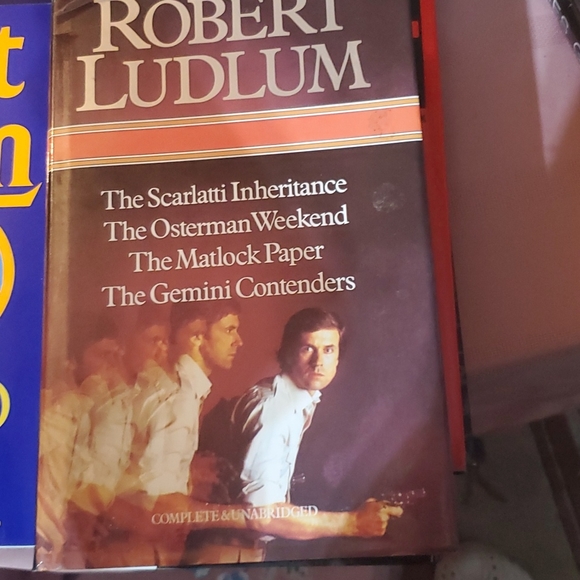 ROBERT
LUDLUM
The Scarlatti Inheritance
The Osterman Weekend
The Matlock Paper
The Gemini Contenders
COMPLETE & UNABRIDGED